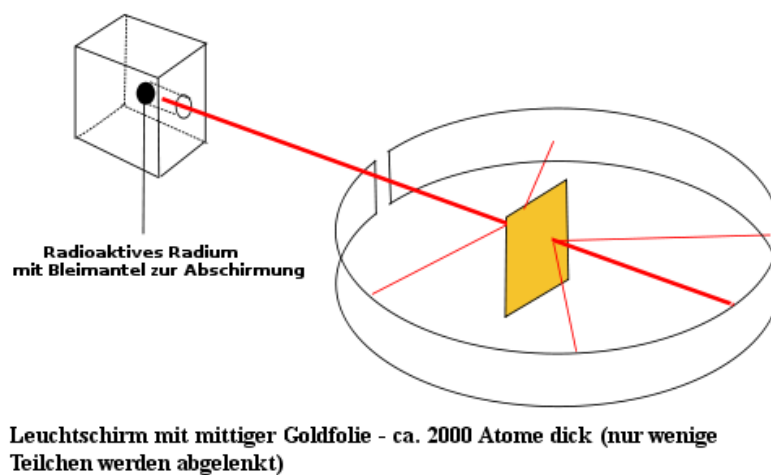 Radioaktives Radium
mit Bleimantel zur Abschirmung
Leuchtschirm mit mittiger Goldfolie - ca. 2000 Atome dick (nur wenige
Teilchen werden abgelenkt)